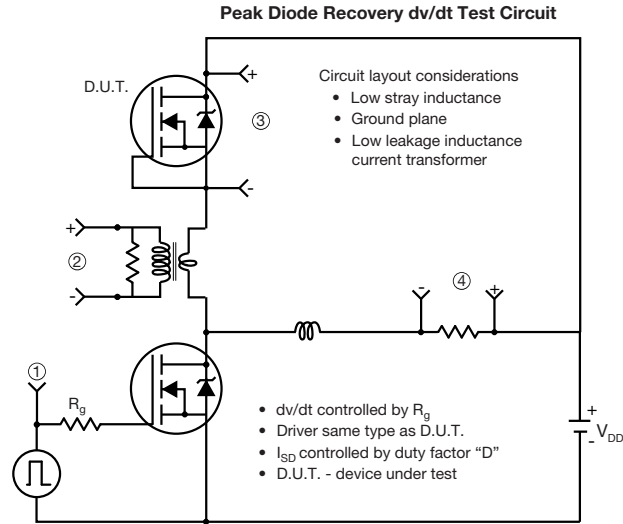 Peak Diode Recovery dv/dt Test Circuit
D.U.T.
+
③
-
Circuit layout considerations
• Low stray inductance
• Ground plane
• Low leakage inductance
current transformer
+
②
-
-
④
+
①
Rg
• dv/dt controlled by Rg
• Driver same type as D.U.T.
• ISD controlled by duty factor “D”
• D.U.T. - device under test
+
-
VDD